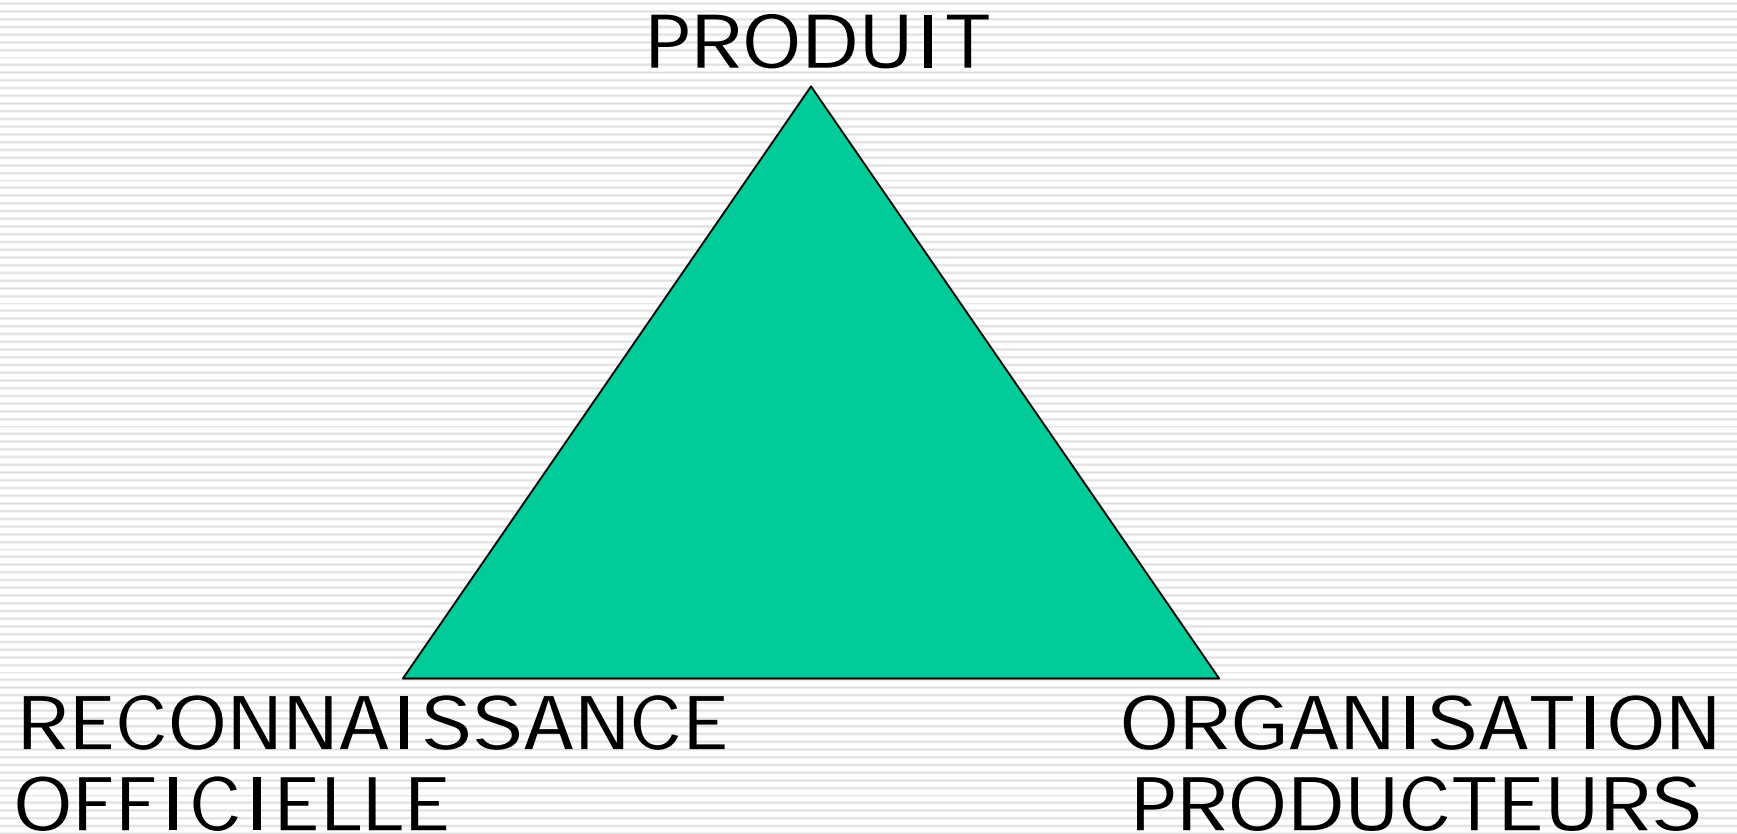 PRODUIT
RECONNAISSANCE
OFFICIELLE
ORGANISATION
PRODUCTEURS